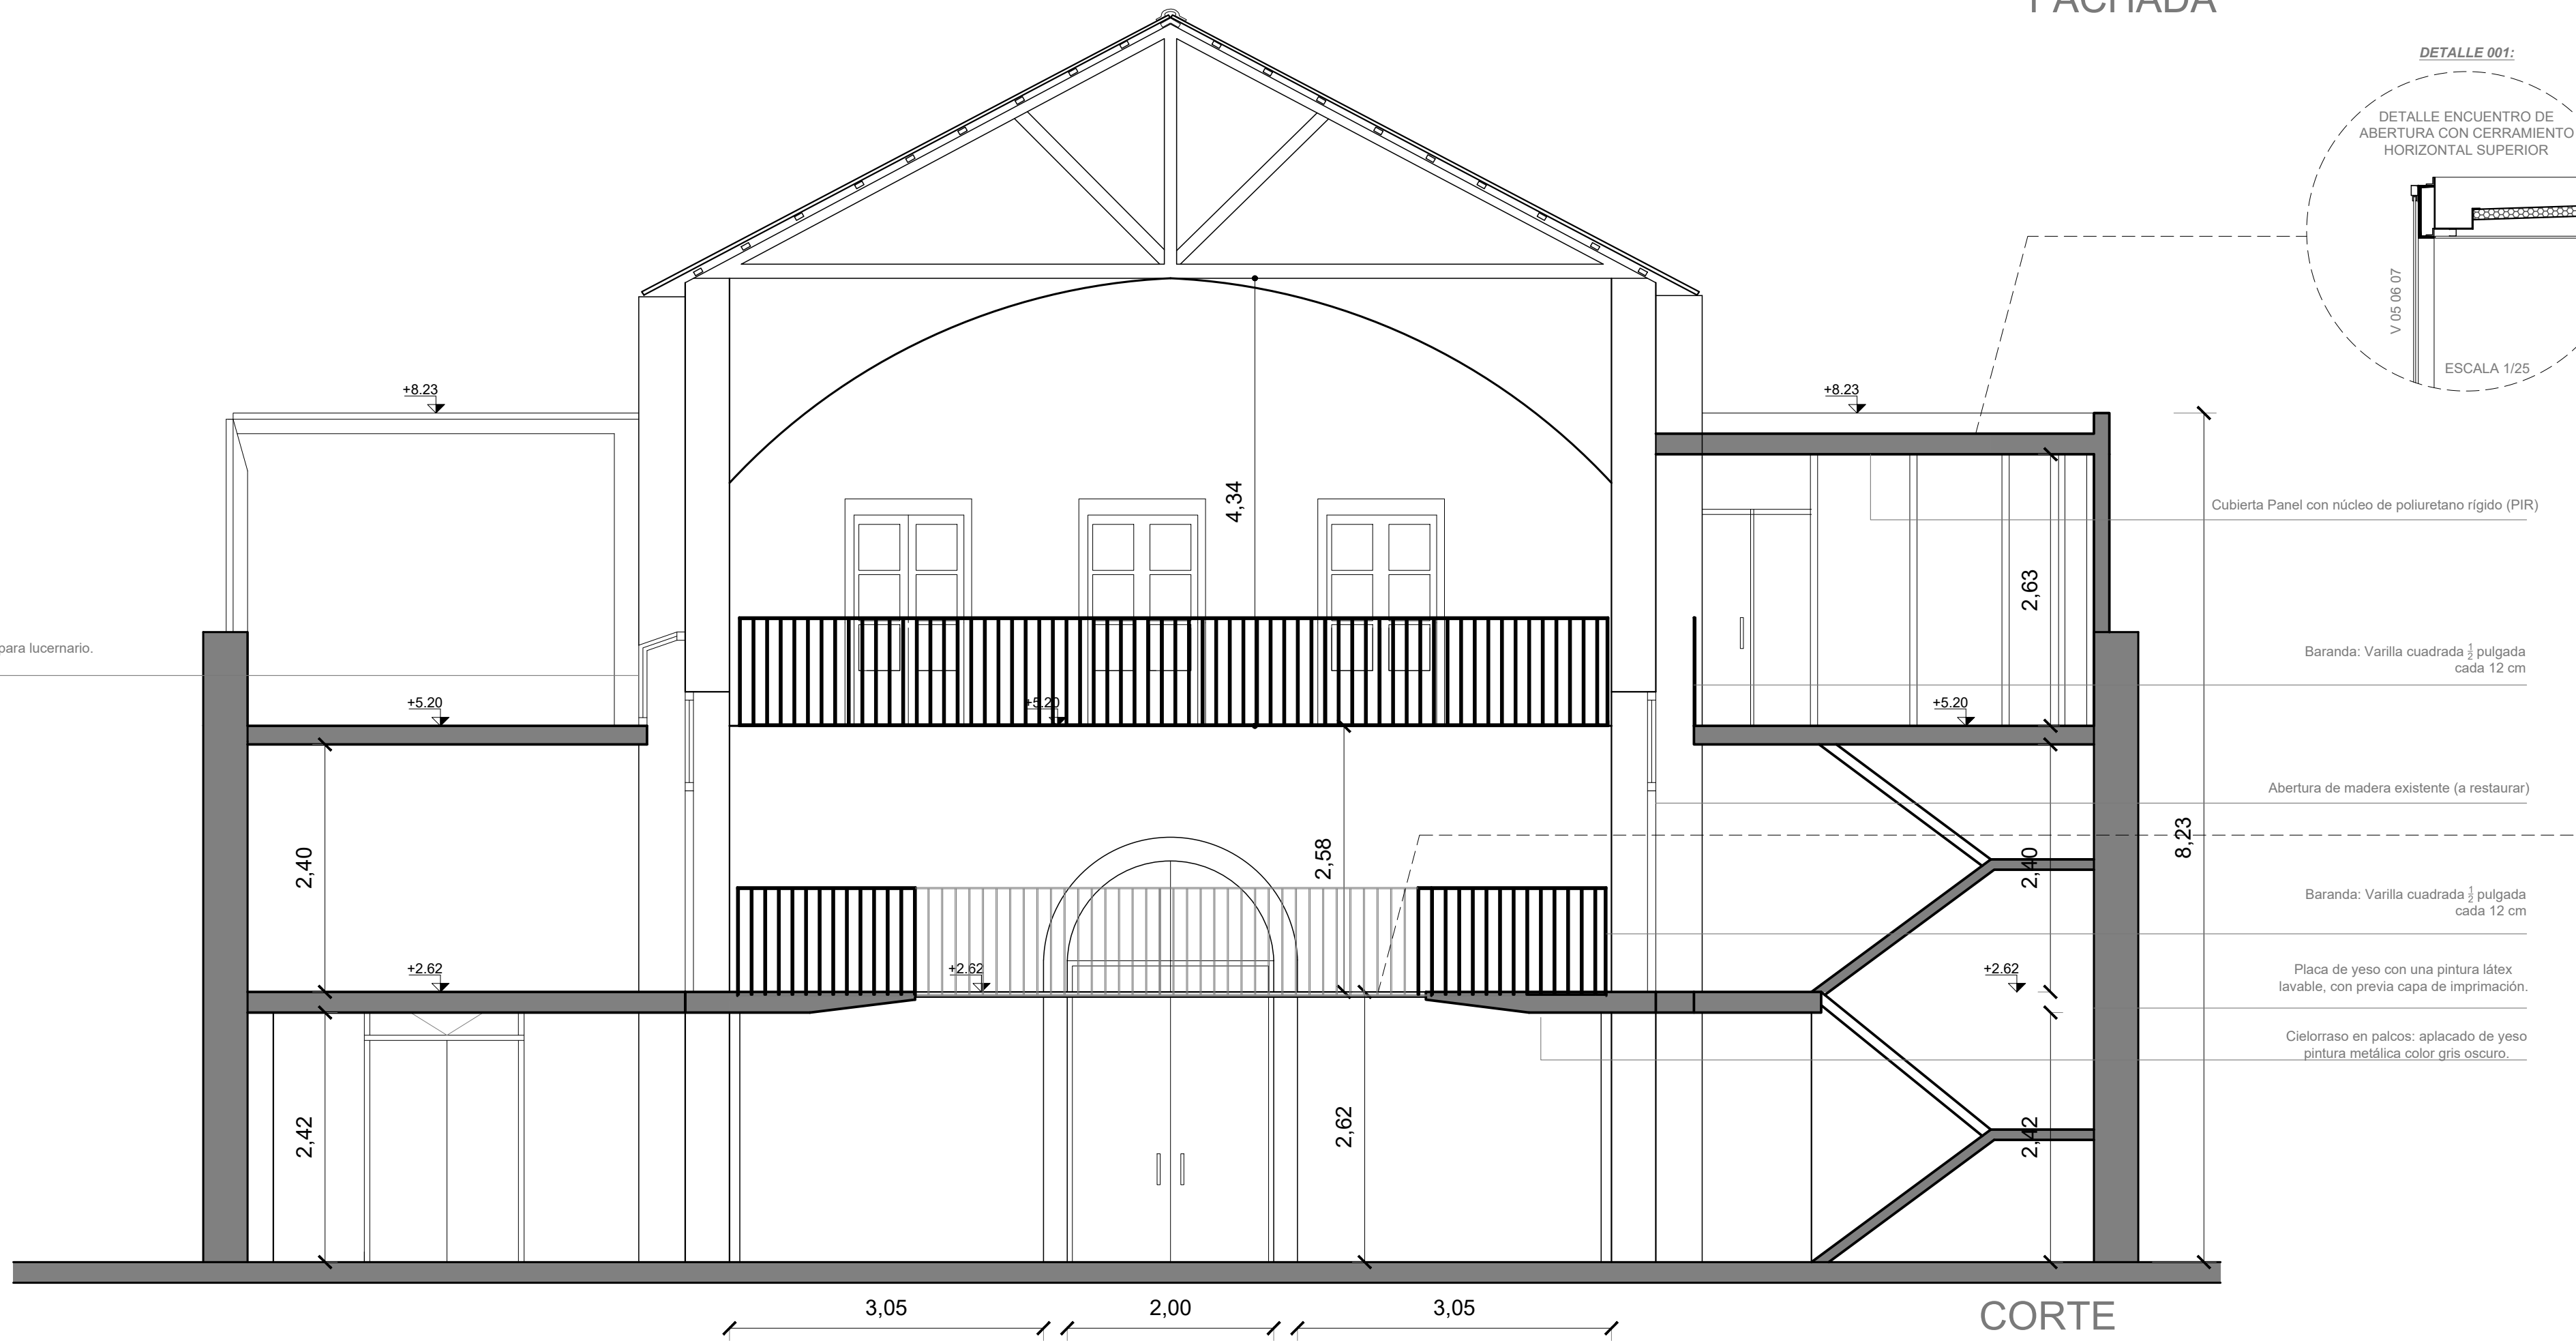 FACHADA
DETALLE 001:
DETALLE ENCUENTRO DE
ABERTURA CON CERRAMIENTO
HORIZONTAL SUPERIOR
V 05 06 07
ESCALA 1/25
+8.23
+8.23
4,34
Cubierta Panel con núcleo de poliuretano rígido (PIR)
2,63
para lucernario.
Baranda: Varilla cuadrada ½ pulgada
cada 12 cm
+5.20
+5.20
+5.20
Abertura de madera existente (a restaurar)
2,40
2,58
2,40
8,23
Baranda: Varilla cuadrada ½ pulgada
cada 12 cm
+2.62
+2.62
+2.62
Placa de yeso con una pintura látex
lavable, con previa capa de imprimación.
Cielorraso en palcos: aplacado de yeso
pintura metálica color gris oscuro.
2,42
2,62
2,42
3,05
2,00
3,05
CORTE